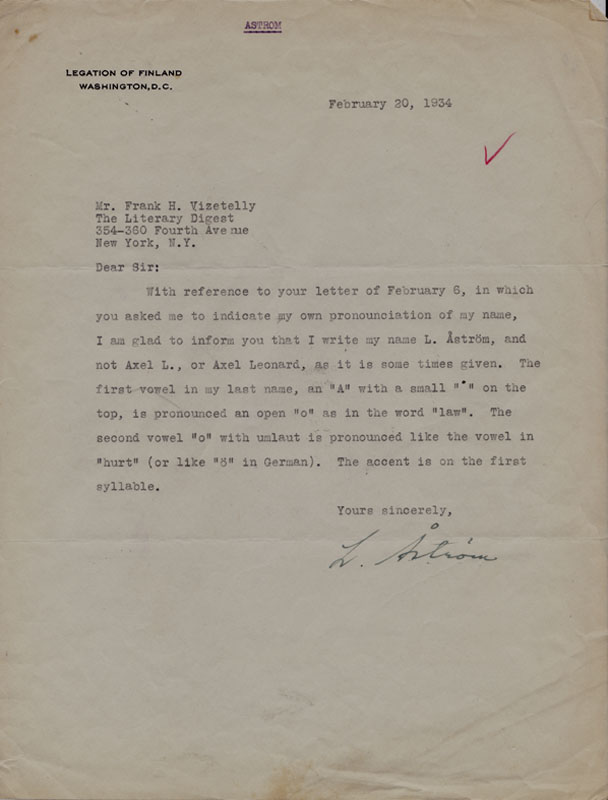 ASTROM
LEGATION OF FINLAND
WASHINGTON, D.C.
February 20, 1934
Mr. Frank H. Vizetelly
The Literary Digest
354-360 Fourth Avenue
New York, N.Y.
Dear Sir:
With reference to your letter of February 6, in which
you asked me to indicate my own pronounciation of my name,
I am glad to inform you that I write my name L. Åström, and
not Axel L., or Axel Leonard, as it is some times given. The
first vowel in my last name, an "A" with a small "°" on the
top, is pronounced an open "o" as in the word "law". The
second vowel "o" with umlaut is pronounced like the vowel in
"hurt" (or like "ö" in German). The accent is on the first
syllable.
Yours sincerely,
L. Åström